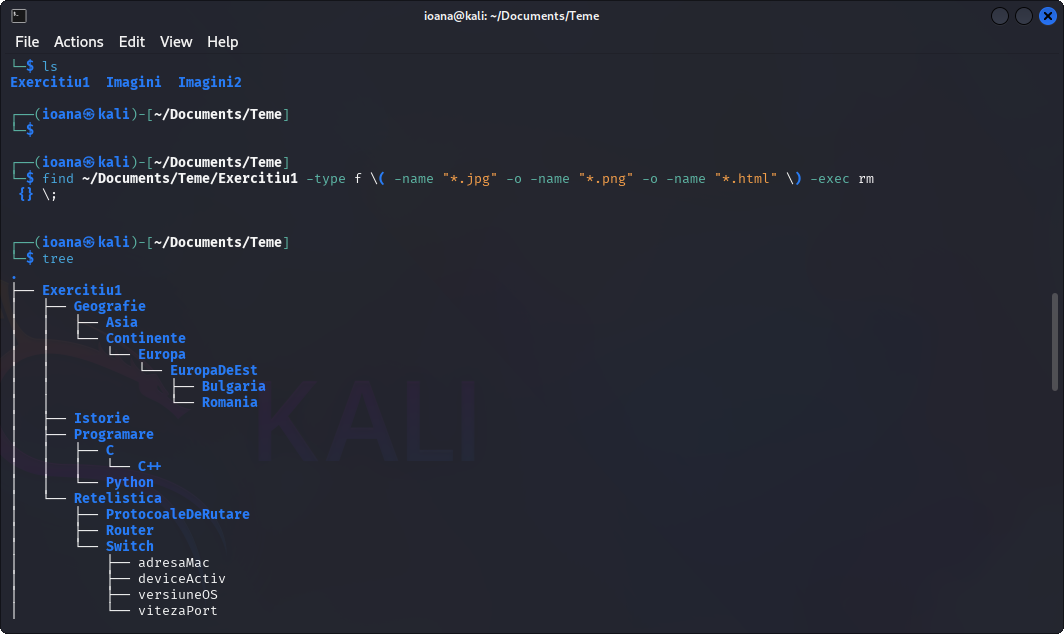 ioana@kali: ~/Documents/Teme
File Actions Edit View Help
└─$ ls
Exercitiu1 Imagini Imagini2
┌──(ioana㉿kali)-[~/Documents/Teme]
└─$
┌──(ioana㉿kali)-[~/Documents/Teme]
└─$ find ~/Documents/Teme/Exercitiu1 -type f \( -name "*.jpg" -o -name "*.png" -o -name "*.html" \) -exec rm
{} \;
┌──(ioana㉿kali)-[~/Documents/Teme]
└─$ tree
.
├── Exercitiu1
│   ├── Geografie
│   │   ├── Asia
│   │   └── Continente
│   │       └── Europa
│   │           └── EuropaDeEst
│   │               ├── Bulgaria
│   │               └── Romania
│   ├── Istorie
│   ├── Programare
│   │   ├── C
│   │   │   └── C++
│   │   └── Python
│   └── Retelistica
│       ├── ProtocoaleDeRutare
│       ├── Router
│       └── Switch
│           ├── adresaMac
│           ├── deviceActiv
│           ├── versiuneOS
│           └── vitezaPort
KALI